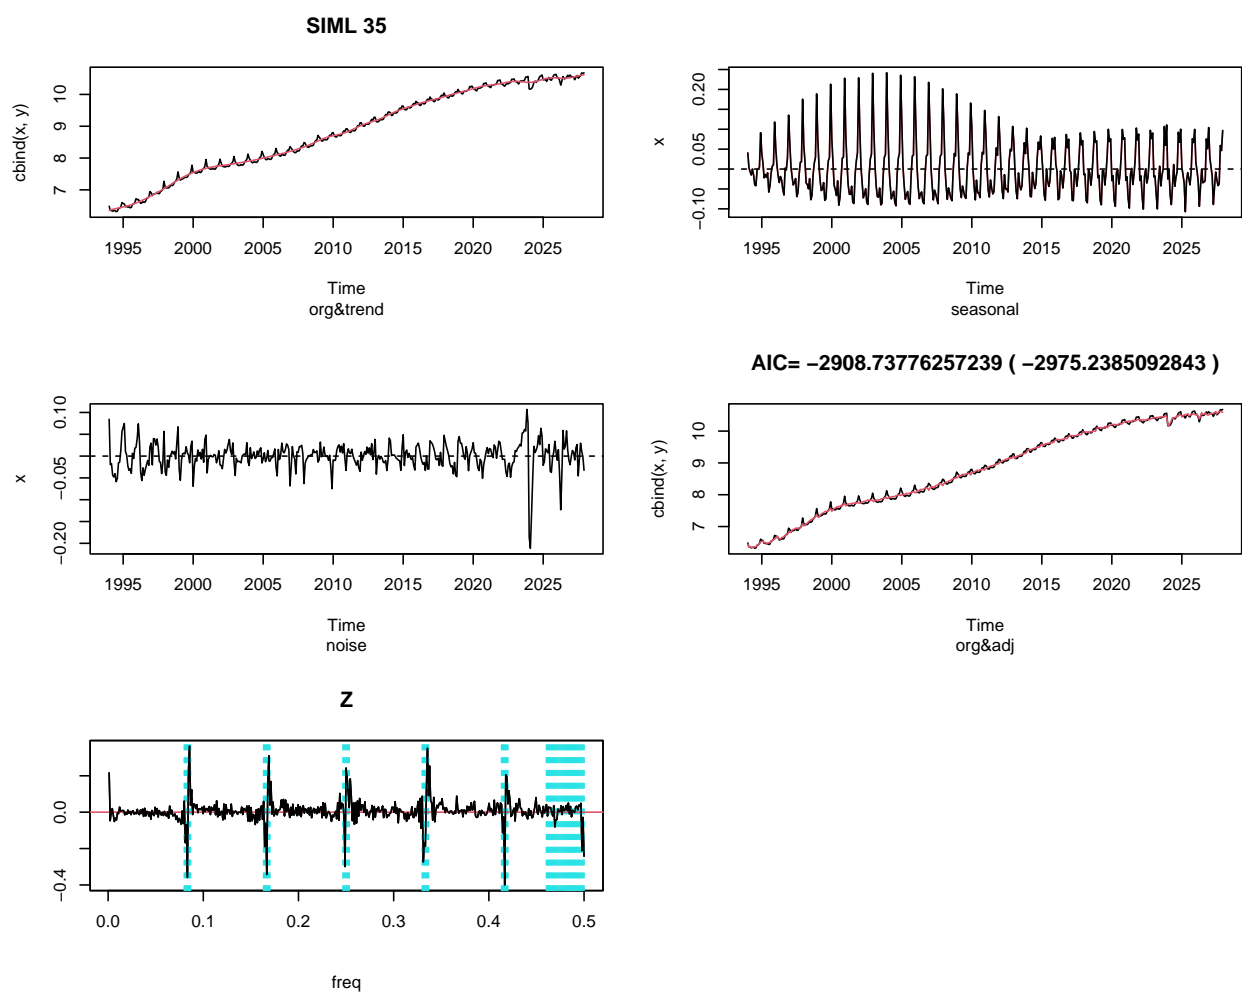 SIML 35
cbind(x, y)
7 8 9 10
1995 2000 2005 2010 2015 2020 2025
Time
org&trend
x
−0.10 0.05 0.20
1995 2000 2005 2010 2015 2020 2025
Time
seasonal
x
−0.20 −0.05 0.10
1995 2000 2005 2010 2015 2020 2025
Time
noise
AIC= −2908.73776257239 ( −2975.2385092843 )
cbind(x, y)
7 8 9 10
1995 2000 2005 2010 2015 2020 2025
Time
org&adj
Z
−0.4 0.0
0.0 0.1 0.2 0.3 0.4 0.5
freq